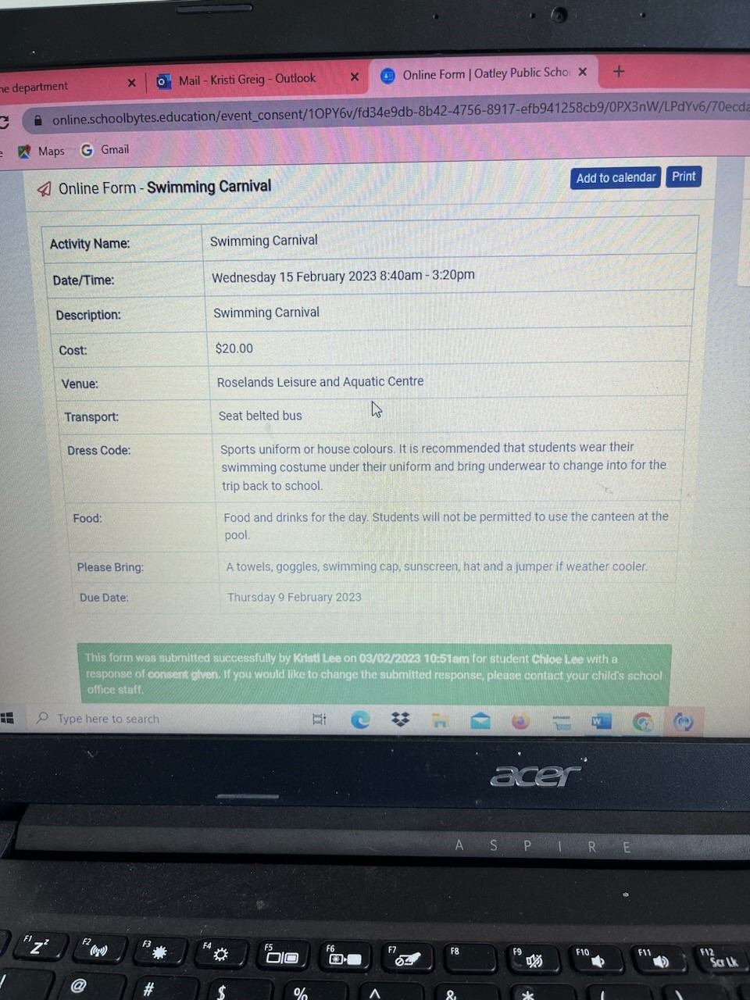 ne department
Mail - Kristi Greig - Outlook
Online Form | Oatley Public Schoo
online.schoolbytes.education/event_consent/1OPY6v/fd34e9db-8b42-4756-8917-efb941258cb9/0PX3nW/LPdYv6/70ecda
Maps
Gmail
Online Form - Swimming Carnival
Add to calendar
Print
Activity Name: Swimming Carnival
Date/Time: Wednesday 15 February 2023 8:40am - 3:20pm
Description: Swimming Carnival
Cost: $20.00
Venue: Roselands Leisure and Aquatic Centre
Transport: Seat belted bus
Dress Code: Sports uniform or house colours. It is recommended that students wear their
swimming costume under their uniform and bring underwear to change into for the
trip back to school.
Food: Food and drinks for the day. Students will not be permitted to use the canteen at the
pool.
Please Bring: A towels, goggles, swimming cap, sunscreen, hat and a jumper if weather cooler.
Due Date: Thursday 9 February 2023
This form was submitted successfully by Kristi Lee on 03/02/2023 10:51am for student Chloe Lee with a
response of consent given. If you would like to change the submitted response, please contact your child's school
office staff.
Type here to search
acer
ASPIRE
F1 F2 F3 F4 F5 F6 F7 F8 F9 F10 F11 F12
Scr Lk
@ # $ % ^ & * ( )